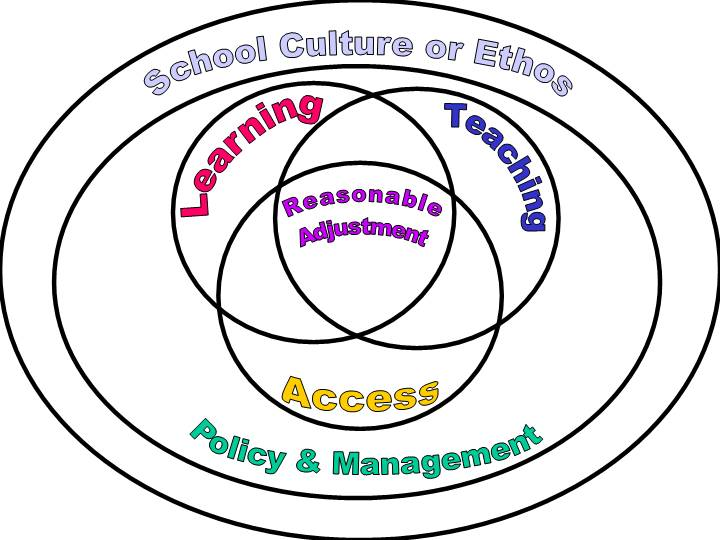 School Culture or Ethos
Learning
Teaching
Reasonable
Adjustment
Access
Policy & Management